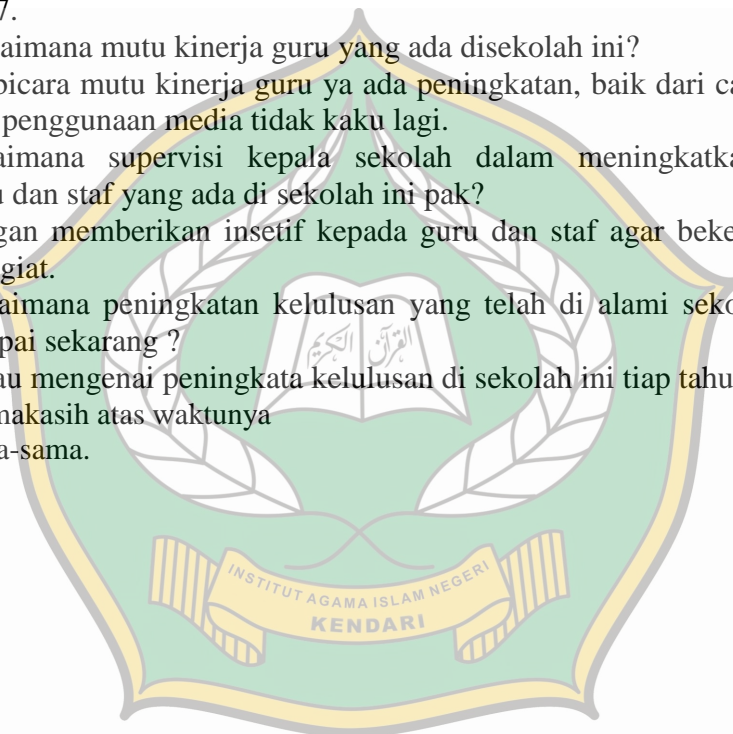 7.
aimana mutu kinerja guru yang ada disekolah ini?
bicara mutu kinerja guru ya ada peningkatan, baik dari ca
penggunaan media tidak kaku lagi.
aimana supervisi kepala sekolah dalam meningkatka
dan staf yang ada di sekolah ini pak?
gan memberikan insetif kepada guru dan staf agar beke
giat.
aimana peningkatan kelulusan yang telah di alami seko
pai sekarang ?
au mengenai peningkata kelulusan di sekolah ini tiap tahu
makasih atas waktunya
a-sama.
القرآن الكريم
INSTITUT AGAMA ISLAM NEGERI
KENDARI